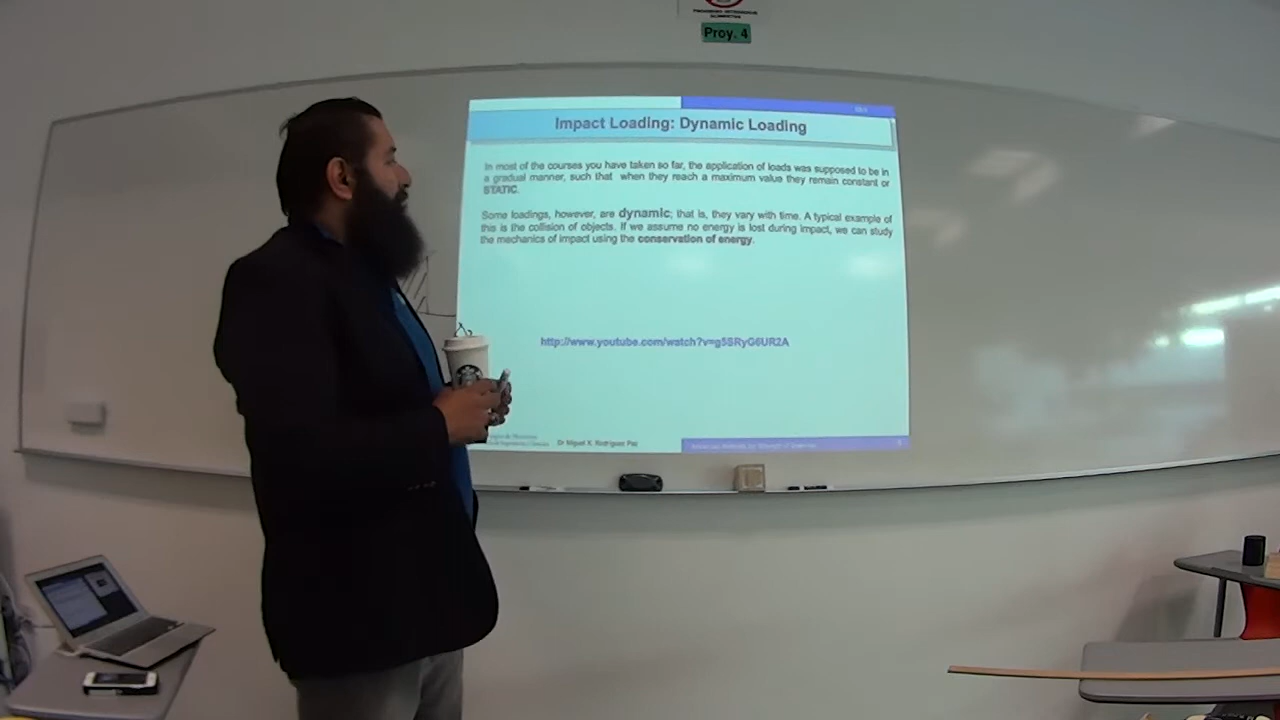 Proy. 4
Impact Loading: Dynamic Loading
In most of the courses you have taken so far, the application of loads was supposed to be in
a gradual manner, such that when they reach a maximum value they remain constant or
STATIC.
Some loadings, however, are dynamic; that is, they vary with time. A typical example of
this is the collision of objects. If we assume no energy is lost during impact, we can study
the mechanics of impact using the conservation of energy.
http://www.youtube.com/watch?v=g5SRyG6UR2A
Dr Miguel X. Rodriguez Paz